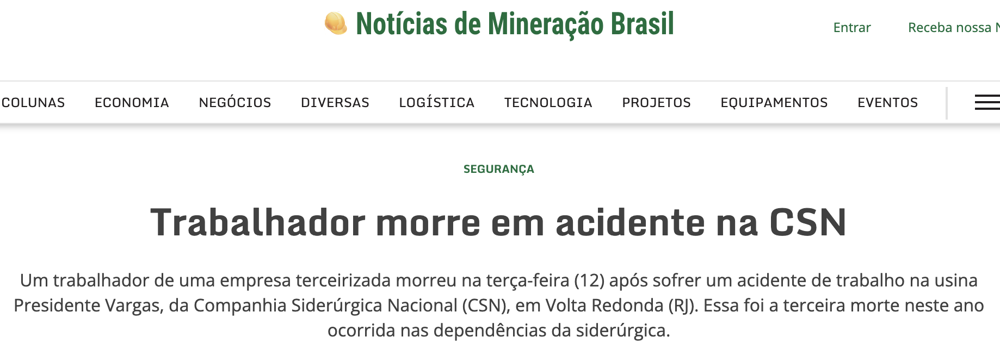 Notícias de Mineração Brasil
Entrar
Receba nossa
COLUNAS
ECONOMIA
NEGÓCIOS
DIVERSAS
LOGÍSTICA
TECNOLOGIA
PROJETOS
EQUIPAMENTOS
EVENTOS
SEGURANÇA
Trabalhador morre em acidente na CSN
Um trabalhador de uma empresa terceirizada morreu na terça-feira (12) após sofrer um acidente de trabalho na usina
Presidente Vargas, da Companhia Siderúrgica Nacional (CSN), em Volta Redonda (RJ). Essa foi a terceira morte neste ano
ocorrida nas dependências da siderúrgica.